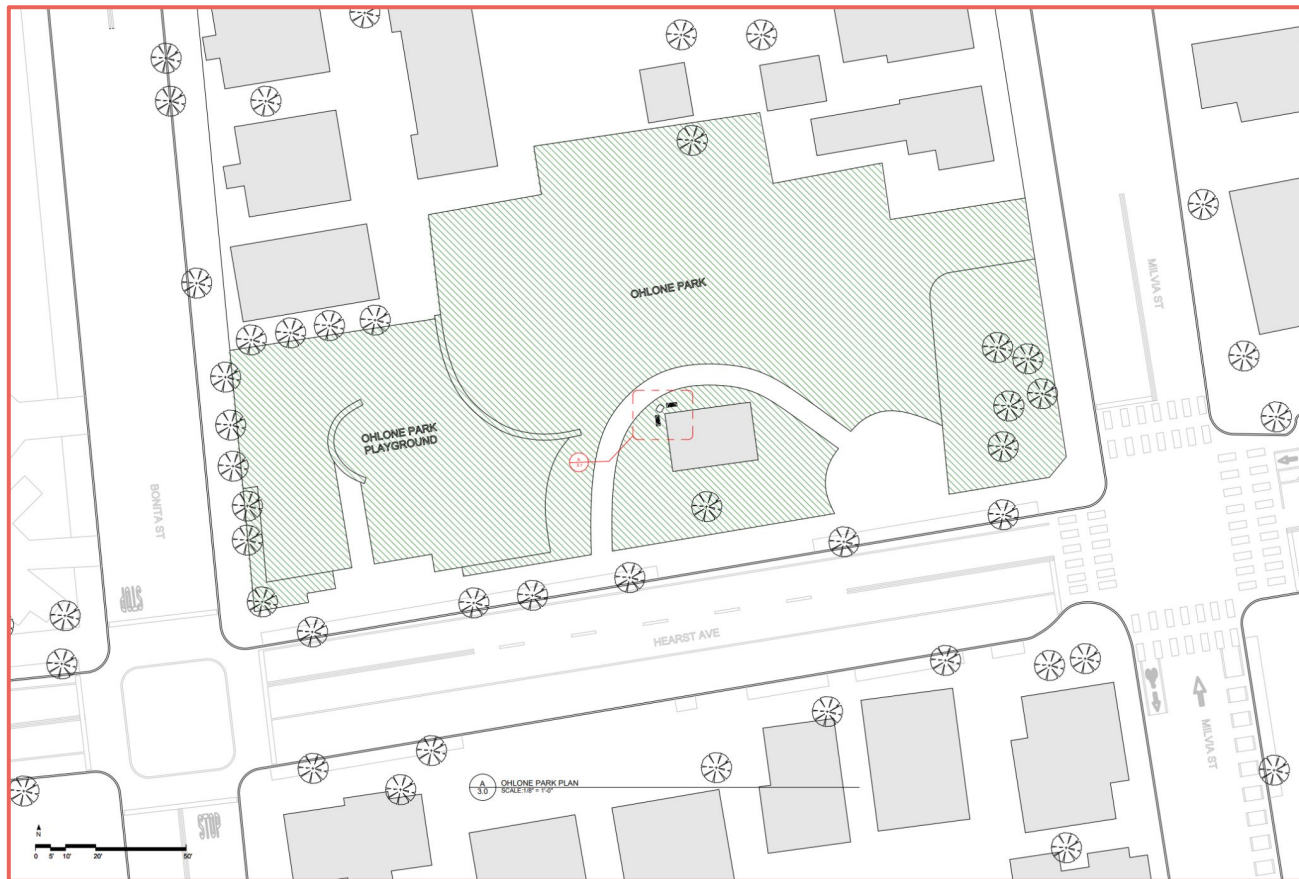 OHLONE PARK
MILVIA ST
OHLONE PARK
PLAYGROUND
BONITA ST
STOP
HEARST AVE
MILVIA ST
A
3.0
OHLONE PARK PLAN
SCALE:1/8" = 1'-0"
STOP
N
0 5' 10' 20' 50'